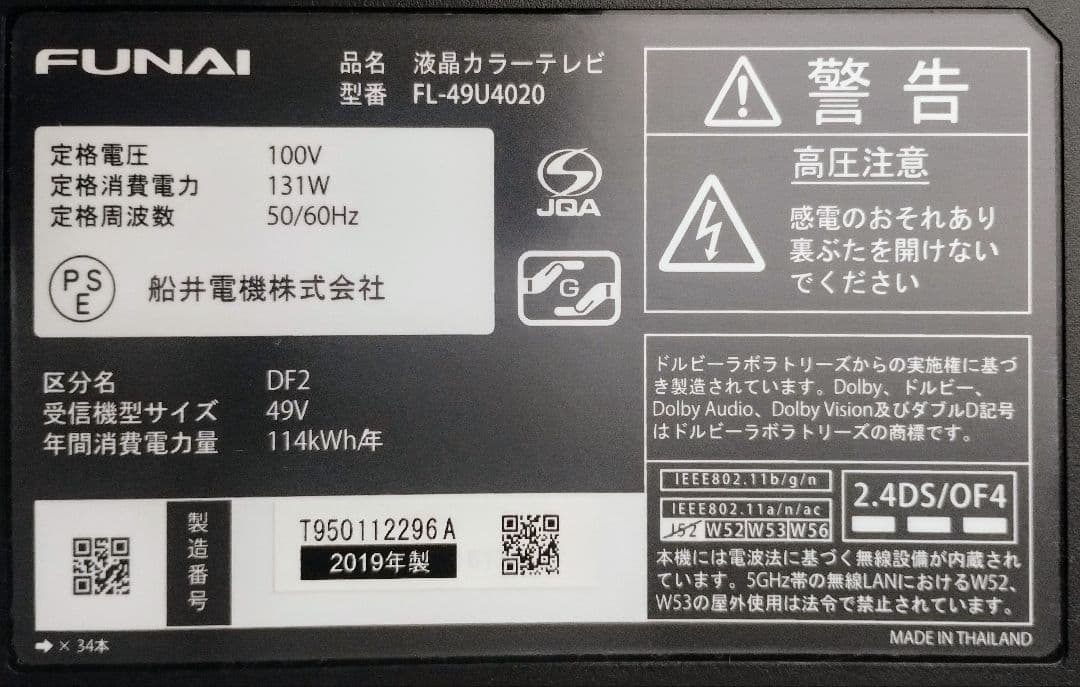 FUNAI
品名 液晶カラーテレビ
型番 FL-49U4020
定格電圧 100V
定格消費電力 131W
定格周波数 50/60Hz
PS
E
船井電機株式会社
JQA
G
区分名 DF2
受信機型サイズ 49V
年間消費電力量 114kWh/年
製造番号
T950112296A
2019年製
➡ × 34本
警告
高圧注意
感電のおそれあり
裏ぶたを開けない
でください
ドルビーラボラトリーズからの実施権に基づ
き製造されています。Dolby、ドルビー、
Dolby Audio、Dolby Vision及びダブルD記号
はドルビーラボラトリーズの商標です。
IEEE802.11b/g/n
IEEE802.11a/n/ac
J52 W52 W53 W56
2.4DS/OF4
本機には電波法に基づく無線設備が内蔵され
ています。5GHz帯の無線LANにおけるW52、
W53の屋外使用は法令で禁止されています。
MADE IN THAILAND